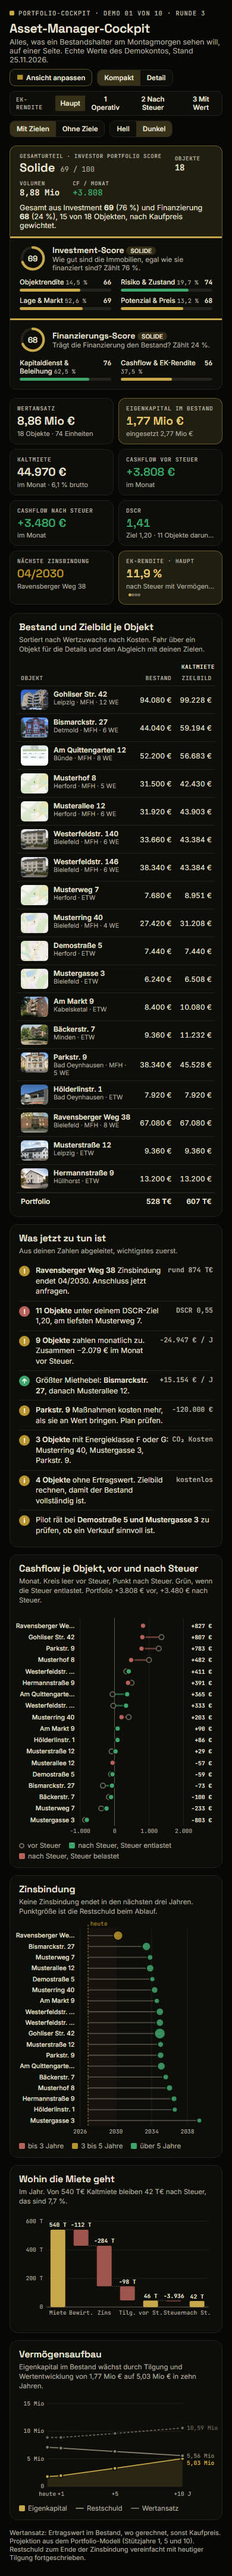 PORTFOLIO-COCKPIT · DEMO 01 VON 10 · RUNDE 3
Asset-Manager-Cockpit
Alles, was ein Bestandshalter am Montagmorgen sehen will, auf einer Seite. Echte Werte des Demokontos, Stand 25.11.2026.
Ansicht anpassen
Kompakt
Detail
EK-RENDITE
Haupt
1 Operativ
2 Nach Steuer
3 Mit Wert
Mit Zielen
Ohne Ziele
Hell
Dunkel
GESAMTURTEIL · INVESTOR PORTFOLIO SCORE
Solide 69 / 100
OBJEKTE
18
VOLUMEN
8,88 Mio
CF / MONAT
+3.808
Gesamt aus Investment 69 (76 %) und Finanzierung 68 (24 %), 15 von 18 Objekten, nach Kaufpreis gewichtet.
69
Investment-Score SOLIDE
Wie gut sind die Immobilien, egal wie sie finanziert sind? Zählt 76 %.
Objektrendite 14,5 % 66
Risiko & Zustand 19,7 % 74
Lage & Markt 52,6 % 69
Potenzial & Preis 13,2 % 68
68
Finanzierungs-Score SOLIDE
Trägt die Finanzierung den Bestand? Zählt 24 %.
Kapitaldienst & Beleihung 62,5 % 76
Cashflow & EK-Rendite 37,5 % 56
WERTANSATZ
8,86 Mio €
18 Objekte · 74 Einheiten
EIGENKAPITAL IM BESTAND
1,77 Mio €
eingesetzt 2,77 Mio €
KALTMIETE
44.970 €
im Monat · 6,1 % brutto
CASHFLOW VOR STEUER
+3.808 €
im Monat
CASHFLOW NACH STEUER
+3.480 €
im Monat
DSCR
1,41
Ziel 1,20 · 11 Objekte darun…
NÄCHSTE ZINSBINDUNG
04/2030
Ravensberger Weg 38
EK-RENDITE · HAUPT
11,9 %
nach Steuer mit Vermögen…
Bestand und Zielbild je Objekt
Sortiert nach Wertzuwachs nach Kosten. Fahr über ein Objekt für die Details und den Abgleich mit deinen Zielen.
KALTMIETE
OBJEKT BESTAND ZIELBILD
Gohliser Str. 42 94.080 € 99.228 €
Leipzig · MFH · 12 WE
Bismarckstr. 27 44.040 € 59.194 €
Detmold · MFH · 6 WE
Am Quittengarten 12 52.200 € 56.683 €
Bünde · MFH · 8 WE
Musterhof 8 31.500 € 42.430 €
Herford · MFH · 5 WE
Musterallee 12 31.920 € 43.903 €
Herford · MFH · 6 WE
Westerfeldstr. 140 33.660 € 43.384 €
Bielefeld · MFH · 6 WE
Westerfeldstr. 146 38.340 € 43.384 €
Bielefeld · MFH · 6 WE
Musterweg 7 7.680 € 8.951 €
Herford · ETW
Musterring 40 27.420 € 31.208 €
Bielefeld · MFH · 4 WE
Demostraße 5 7.440 € 7.440 €
Herford · ETW
Mustergasse 3 6.240 € 6.508 €
Bielefeld · ETW
Am Markt 9 8.400 € 10.080 €
Kabelsketal · ETW
Bäckerstr. 7 9.360 € 11.232 €
Minden · ETW
Parkstr. 9 38.340 € 45.528 €
Bad Oeynhausen · MFH · 5 WE
Hölderlinstr. 1 7.920 € 7.920 €
Bad Oeynhausen · ETW
Ravensberger Weg 38 67.080 € 67.080 €
Bielefeld · MFH · 8 WE
Musterstraße 12 9.360 € 9.360 €
Leipzig · ETW
Hermannstraße 9 13.200 € 13.200 €
Hüllhorst · ETW
Portfolio 528 T€ 607 T€
Was jetzt zu tun ist
Aus deinen Zahlen abgeleitet, wichtigstes zuerst.
Ravensberger Weg 38 Zinsbindung endet 04/2030. Anschluss jetzt anfragen. rund 874 T€
11 Objekte unter deinem DSCR-Ziel 1,20, am tiefsten Musterweg 7. DSCR 0,55
9 Objekte zahlen monatlich zu. Zusammen −2.079 € im Monat vor Steuer. -24.947 € / J
Größter Mietehebel: Bismarckstr. 27, danach Musterallee 12. +15.154 € / J
Parkstr. 9 Maßnahmen kosten mehr, als sie an Wert bringen. Plan prüfen. -120.000 €
3 Objekte mit Energieklasse F oder G: Musterring 40, Mustergasse 3, Parkstr. 9. CO₂ Kosten
4 Objekte ohne Ertragswert. Zielbild rechnen, damit der Bestand vollständig ist. kostenlos
Pilot rät bei Demostraße 5 und Mustergasse 3 zu prüfen, ob ein Verkauf sinnvoll ist.
Cashflow je Objekt, vor und nach Steuer
Monat. Kreis leer vor Steuer, Punkt nach Steuer. Grün, wenn die Steuer entlastet. Portfolio +3.808 vor, +3.480 € nach Steuer.
Ravensberger We… +827 €
Gohliser Str. 42 +807 €
Parkstr. 9 +783 €
Musterhof 8 +482 €
Westerfeldstr. … +411 €
Hermannstraße 9 +391 €
Am Quittengarte… +365 €
Westerfeldstr. … +333 €
Musterring 40 +203 €
Am Markt 9 +90 €
Hölderlinstr. 1 +86 €
Musterstraße 12 +29 €
Musterallee 12 -57 €
Demostraße 5 -59 €
Bismarckstr. 27 -73 €
Bäckerstr. 7 -100 €
Musterweg 7 -233 €
Mustergasse 3 -803 €
-1.000 0 1.000 2.000
vor Steuer
nach Steuer, Steuer entlastet
nach Steuer, Steuer belastet
Zinsbindung
Keine Zinsbindung endet in den nächsten drei Jahren. Punktgröße ist die Restschuld beim Ablauf.
heute
Ravensberger We…
Bismarckstr. 27
Musterweg 7
Musterallee 12
Demostraße 5
Musterring 40
Am Markt 9
Westerfeldstr. …
Westerfeldstr. …
Gohliser Str. 42
Musterstraße 12
Parkstr. 9
Am Quittengarte…
Bäckerstr. 7
Musterhof 8
Hermannstraße 9
Hölderlinstr. 1
Mustergasse 3
2026 2030 2034 2038
bis 3 Jahre
3 bis 5 Jahre
über 5 Jahre
Wohin die Miete geht
Im Jahr. Von 540 T€ Kaltmiete bleiben 42 T€ nach Steuer, das sind 7,7 %.
600 T
400 T
200 T
0
540 T -112 T -284 T -98 T 46 T -3.936 42 T
Miete Bewirt. Zins Tilg. vor St. Steuer nach St.
Vermögensaufbau
Eigenkapital im Bestand wächst durch Tilgung und Wertentwicklung von 1,77 Mio € auf 5,03 Mio € in zehn Jahren.
15 Mio
10 Mio
5 Mio
0
10,59 Mio
5,56 Mio
5,03 Mio
heute +1 +5 +10 J
Eigenkapital
Restschuld
Wertansatz
Wertansatz: Ertragswert im Bestand, wo gerechnet, sonst Kaufpreis. Projektion aus dem Portfolio-Modell (Stützjahre 1, 5 und 10). Restschuld zum Ende der Zinsbindung vereinfacht mit heutiger Tilgung fortgeschrieben.